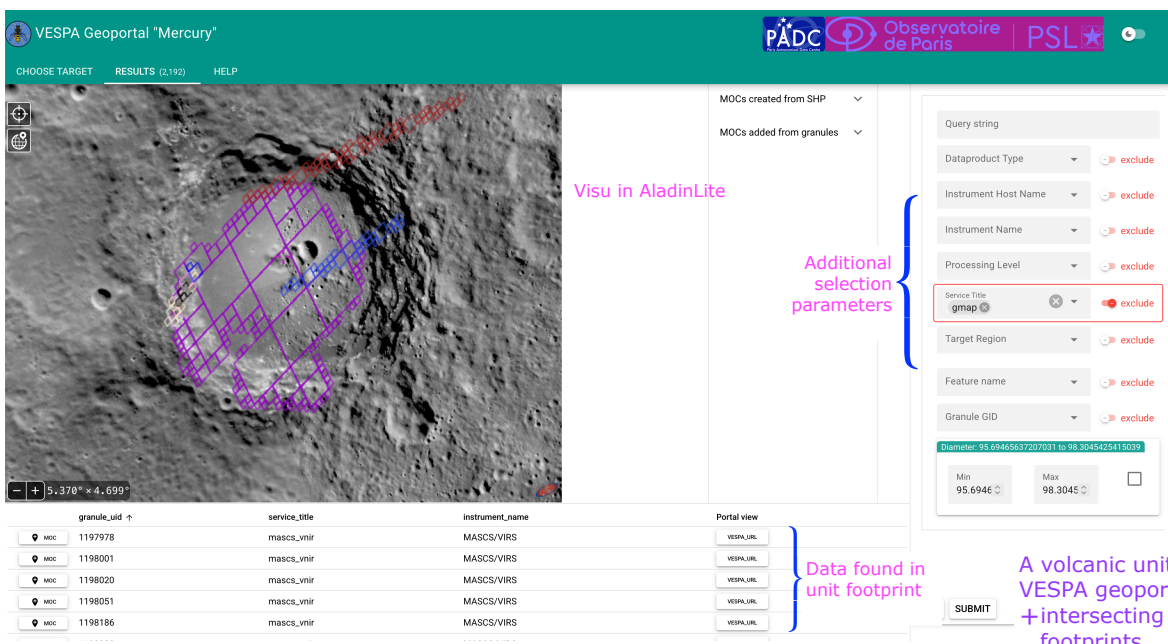 VESPA Geoportal "Mercury"
PADC
Observatoire
de Paris
PSL
CHOOSE TARGET RESULTS (2,192) HELP
MOCs created from SHP
MOCs added from granules
Visu in AladinLite
Additional
selection
parameters
Query string
Dataproduct Type exclude
Instrument Host Name exclude
Instrument Name exclude
Processing Level exclude
Service Title
gmap exclude
Target Region exclude
Feature name exclude
Granule GID exclude
Diameter: 95.69465637207031 to 98.3045425415039
Min Max
95.6946 98.3045
5.370° × 4.699°
granule_uid service_title instrument_name Portal view
MOC 1197978 mascs_vnir MASCS/VIRS VESPA_URL
MOC 1198001 mascs_vnir MASCS/VIRS VESPA_URL
MOC 1198020 mascs_vnir MASCS/VIRS VESPA_URL
MOC 1198051 mascs_vnir MASCS/VIRS VESPA_URL
MOC 1198186 mascs_vnir MASCS/VIRS VESPA_URL
Data found in
unit footprint
SUBMIT
A volcanic unit
VESPA geopor
+intersecting
footprints